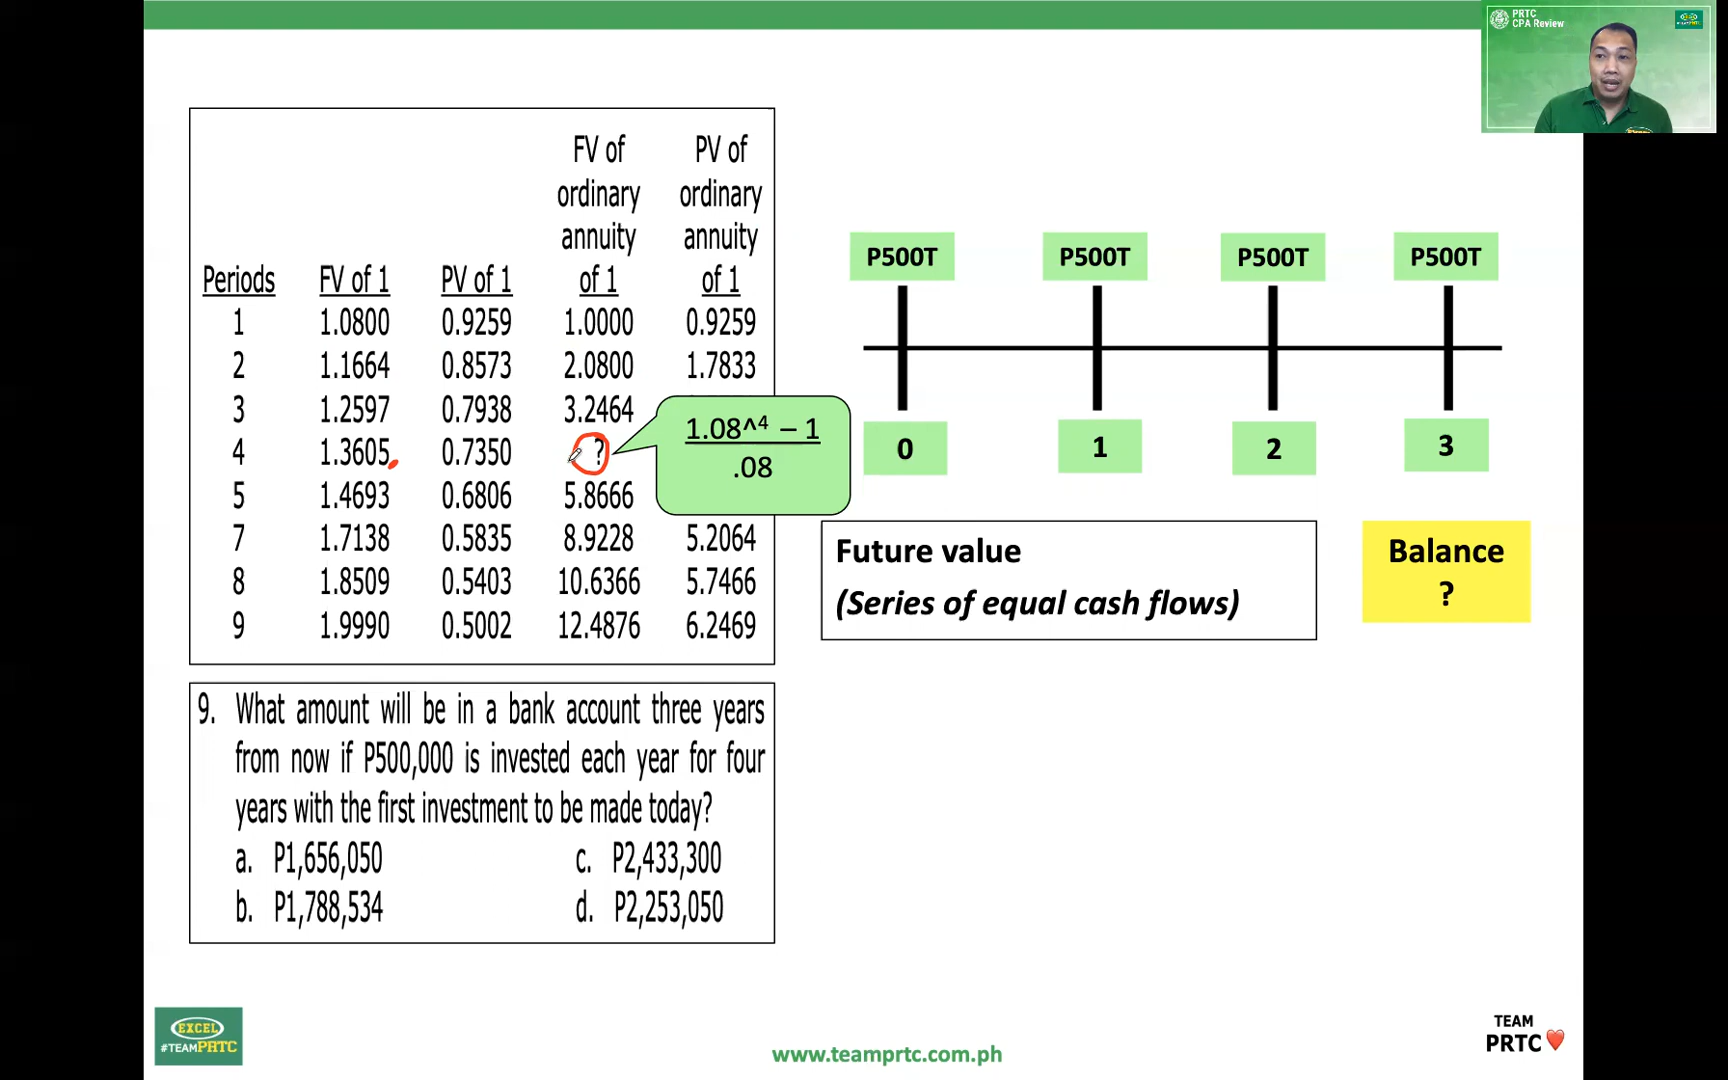 PRTC
CPA Review
FV of PV of
ordinary ordinary
annuity annuity
Periods FV of 1 PV of 1 of 1 of 1
1 1.0800 0.9259 1.0000 0.9259
2 1.1664 0.8573 2.0800 1.7833
3 1.2597 0.7938 3.2464
4 1.3605 0.7350 ?
5 1.4693 0.6806 5.8666
7 1.7138 0.5835 8.9228 5.2064
8 1.8509 0.5403 10.6366 5.7466
9 1.9990 0.5002 12.4876 6.2469
1.08^4 – 1
.08
P500T P500T P500T P500T
0 1 2 3
Future value
(Series of equal cash flows)
Balance
?
9. What amount will be in a bank account three years
from now if P500,000 is invested each year for four
years with the first investment to be made today?
a. P1,656,050 c. P2,433,300
b. P1,788,534 d. P2,253,050
EXCEL
#TEAMPRTC
www.teamprtc.com.ph
TEAM
PRTC